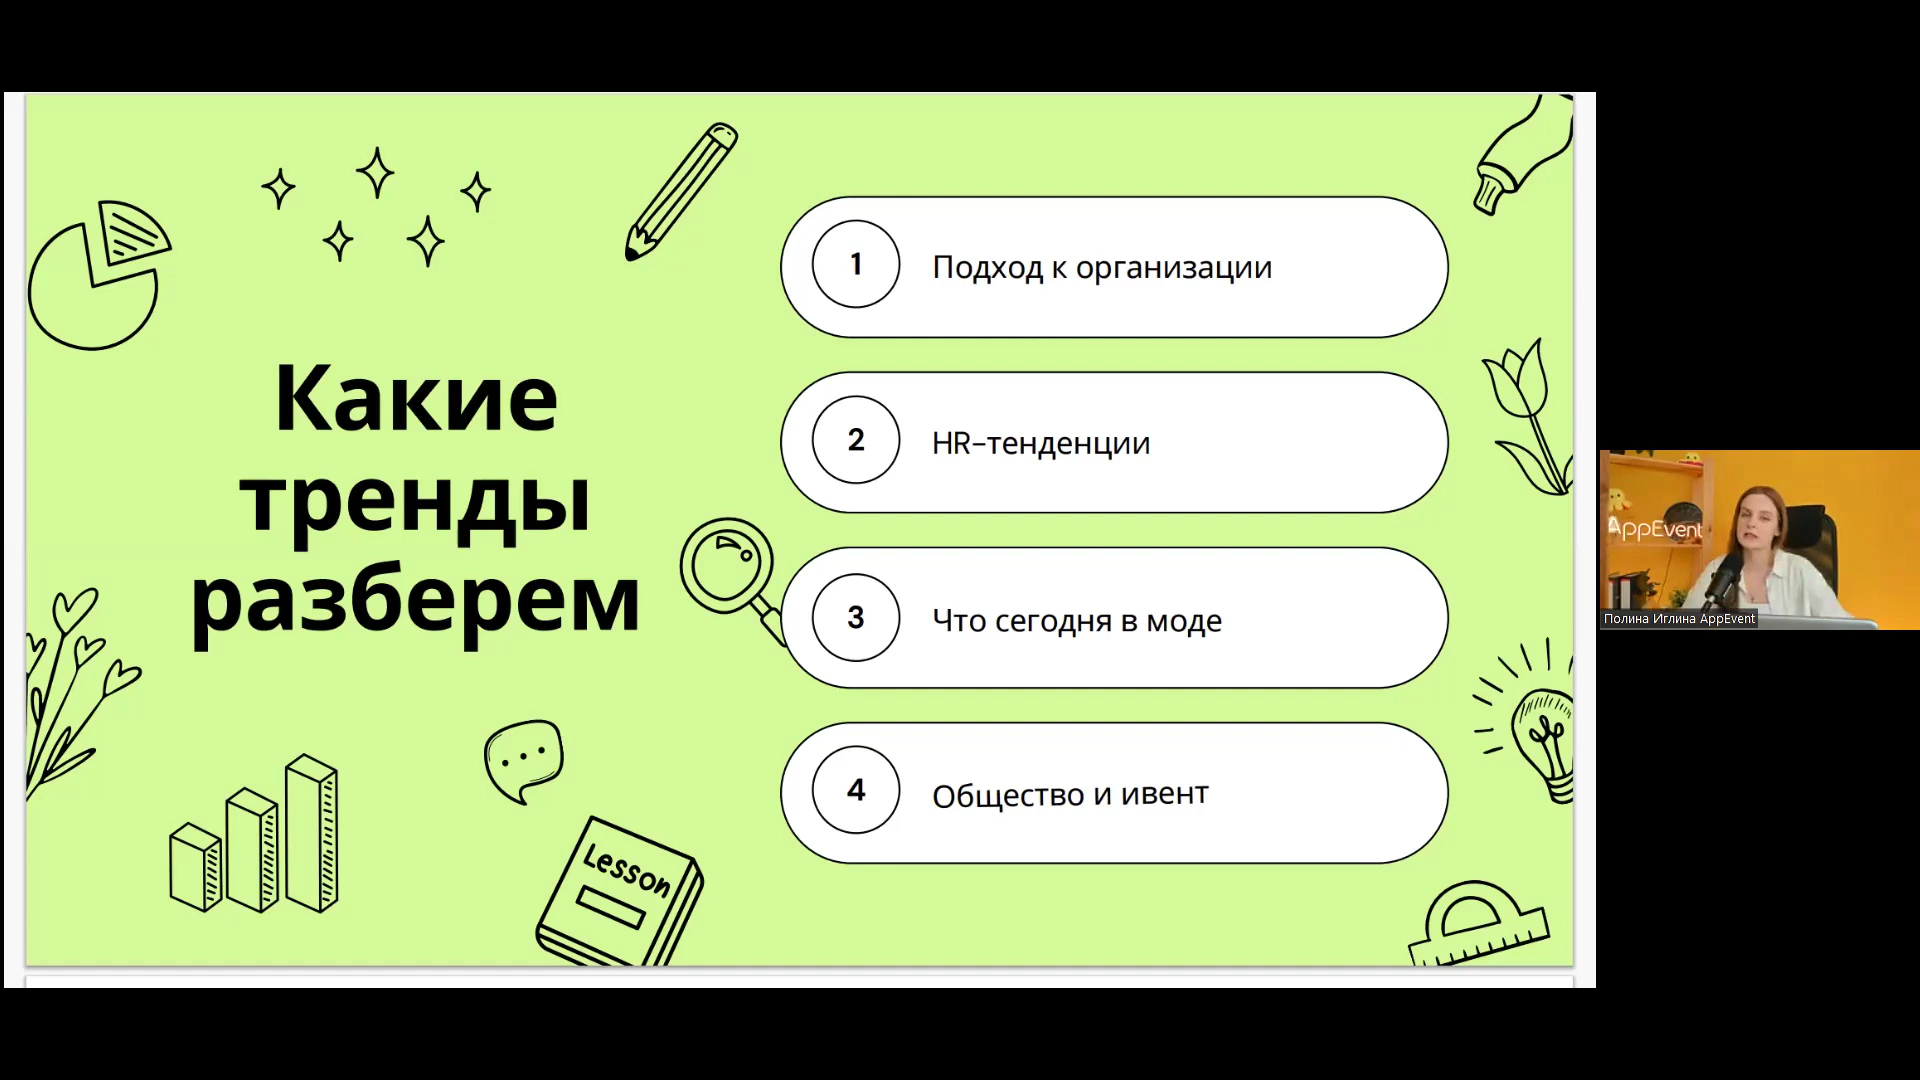 Какие
тренды
разберем
1
Подход к организации
2
HR-тенденции
3
Что сегодня в моде
4
Общество и ивент
Lesson
AppEvent
Полина Иглина AppEvent